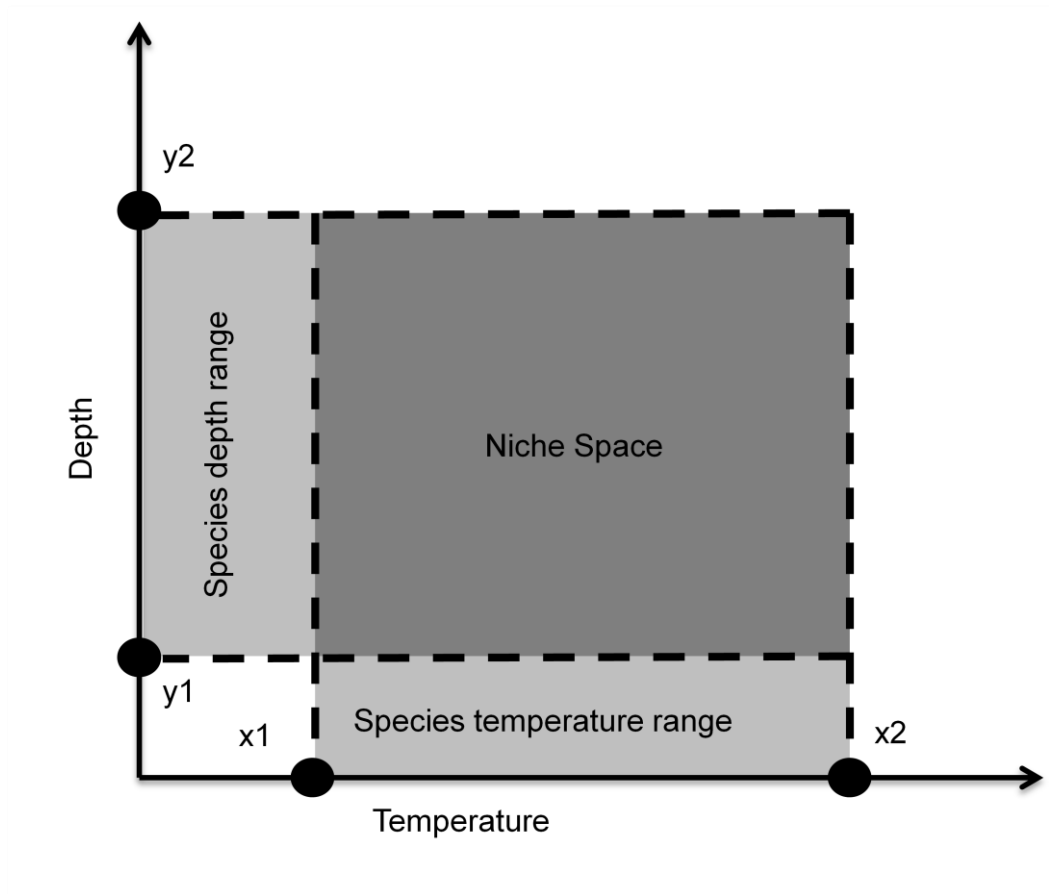 y2
Species depth range
Depth
Niche Space
y1
Species temperature range
x1
x2
Temperature